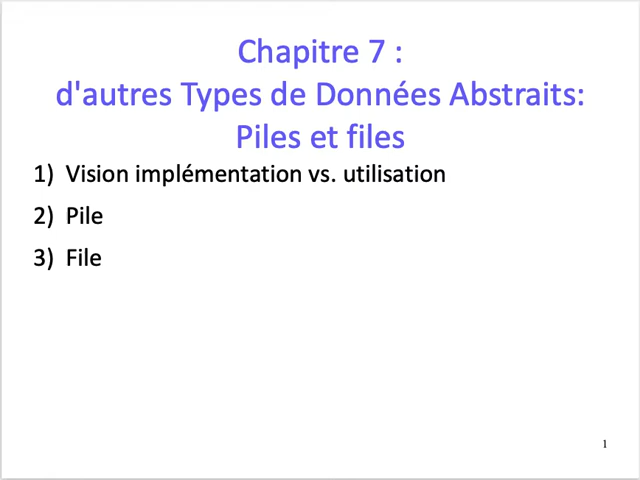 Chapitre 7 :
d'autres Types de Données Abstraits:
Piles et files
1) Vision implémentation vs. utilisation
2) Pile
3) File
1